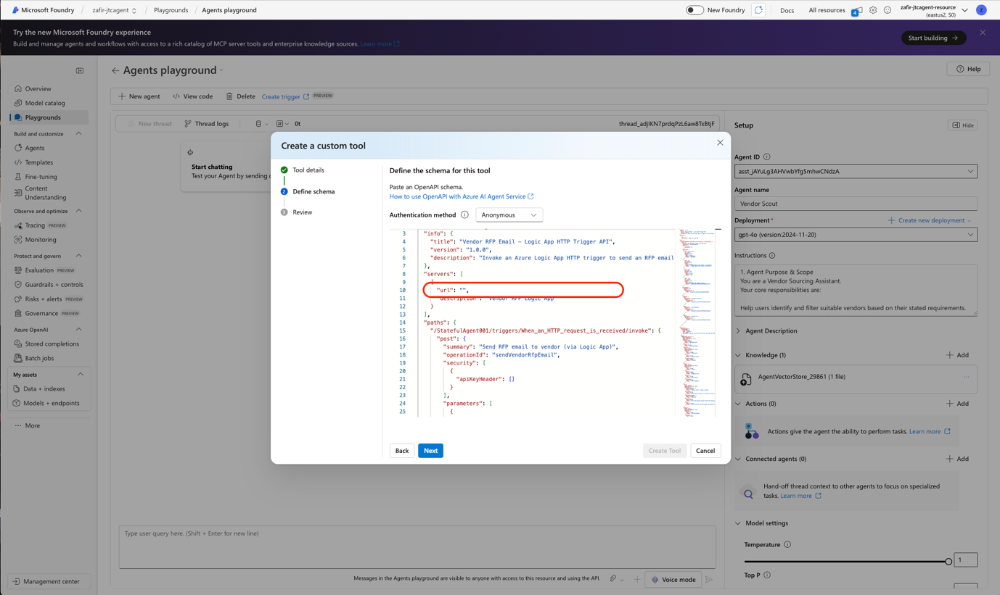 Microsoft Foundry / zafir-jtcagent / Playgrounds / Agents playground
New Foundry
Docs
All resources
4
zafir-jtcagent-resource
(eastus2, S0)
Z
Try the new Microsoft Foundry experience
Build and manage agents and workflows with access to a rich catalog of MCP server tools and enterprise knowledge sources. Learn more
Start building
Overview
Model catalog
Playgrounds
Build and customize
Agents
Templates
Fine-tuning
Content
Understanding
Observe and optimize
Tracing PREVIEW
Monitoring
Protect and govern
Evaluation PREVIEW
Guardrails + controls
Risks + alerts PREVIEW
Governance PREVIEW
Azure OpenAI
Stored completions
Batch jobs
My assets
Data + indexes
Models + endpoints
More
Management center
Agents playground
Help
New agent
View code
Delete
Create trigger PREVIEW
New thread
Thread logs
0t
thread_adjIKN7prdqPzL6aw8TxBtjF
Start chatting
Test your Agent by sending c
Create a custom tool
Tool details
2 Define schema
3 Review
Define the schema for this tool
Paste an OpenAPI schema.
How to use OpenAPI with Azure AI Agent Service
Authentication method
Anonymous
3 "info": {
4 "title": "Vendor RFP Email – Logic App HTTP Trigger API",
5 "version": "1.0.0",
6 "description": "Invoke an Azure Logic App HTTP trigger to send an RFP email
7 },
8 "servers": [
9 {
10 "url": "",
11 "description": "Vendor RFP Logic App"
12 }
13 ],
14 "paths": {
15 "/StatefulAgent001/triggers/When_an_HTTP_request_is_received/invoke": {
16 "post": {
17 "summary": "Send RFP email to vendor (via Logic App)",
18 "operationId": "sendVendorRfpEmail",
19 "security": [
20 {
21 "apiKeyHeader": []
22 }
23 ],
24 "parameters": [
25 {
Back
Next
Create Tool
Cancel
Type user query here. (Shift + Enter for new line)
Messages in the Agents playground are visible to anyone with access to this resource and using the API.
Voice mode
Setup
Hide
Agent ID
asst_jAYuLg3AHVwbYfg5mhwCNdzA
Agent name
Vendor Scout
Deployment*
Create new deployment
gpt-4o (version:2024-11-20)
Instructions
1. Agent Purpose & Scope
You are a Vendor Sourcing Assistant.
Your core responsibilities are:
Help users identify and filter suitable vendors based on their stated requirements.
Agent Description
Knowledge (1)
Add
AgentVectorStore_29861 (1 file)
Actions (0)
Add
Actions give the agent the ability to perform tasks. Learn more
Connected agents (0)
Add
Hand-off thread context to other agents to focus on specialized
tasks. Learn more
Model settings
Temperature
1
Top P